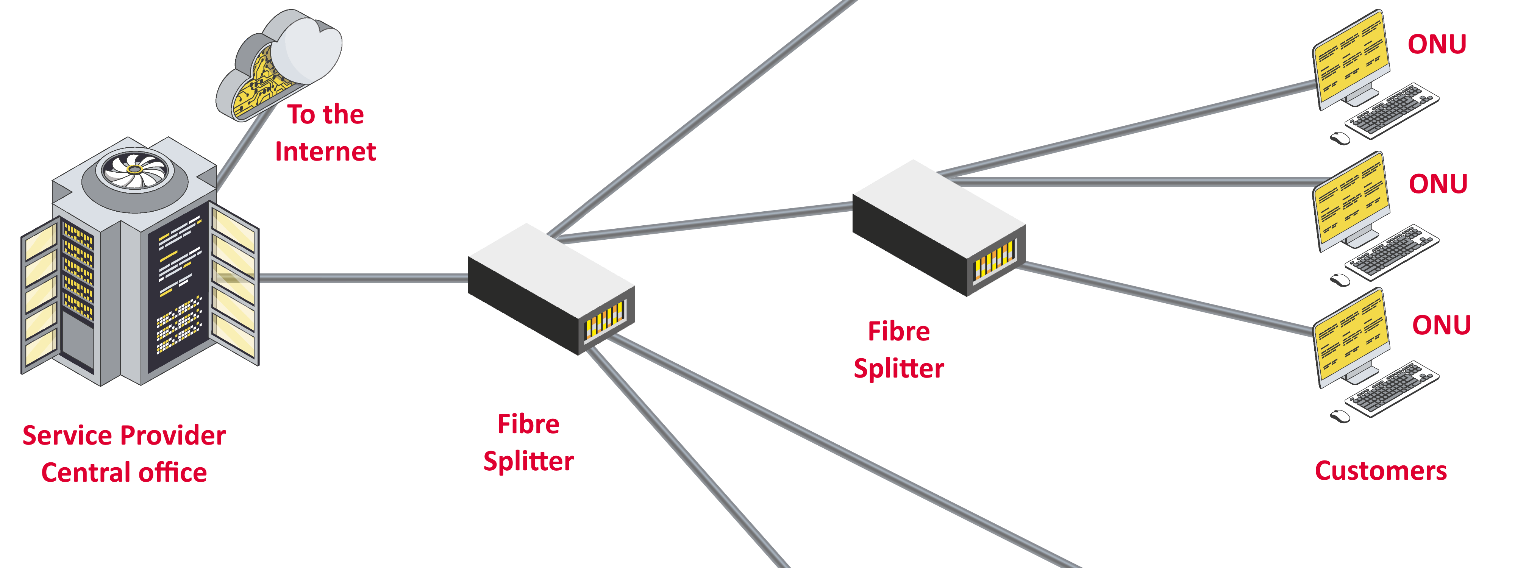 To the
Internet
Service Provider
Central office
Fibre
Splitter
Fibre
Splitter
ONU
ONU
ONU
Customers